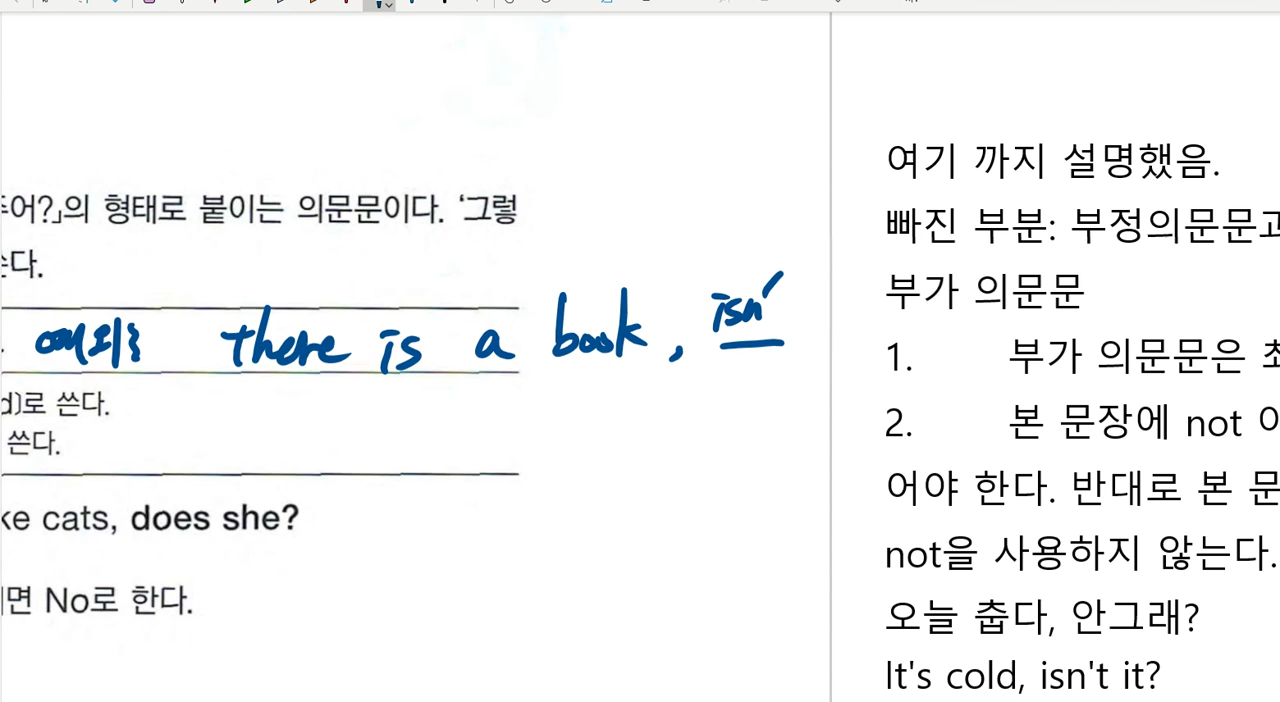 주어?」의 형태로 붙이는 의문문이다. ‘그렇
쓴다.
예외: there is a book, isn'
d)로 쓴다.
쓴다.
ke cats, does she?
면 No로 한다.
여기 까지 설명했음.
빠진 부분: 부정의문문과
부가 의문문
1. 부가 의문문은 최
2. 본 문장에 not 이
어야 한다. 반대로 본 문
not을 사용하지 않는다.
오늘 춥다, 안그래?
It's cold, isn't it?